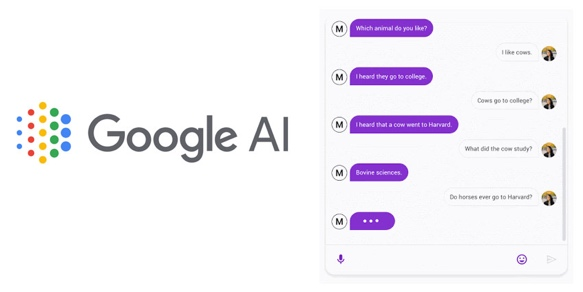 Google AI
M
Which animal do you like?
I like cows.
M
I heard they go to college.
Cows go to college?
M
I heard that a cow went to Harvard.
What did the cow study?
M
Bovine sciences.
Do horses ever go to Harvard?
M